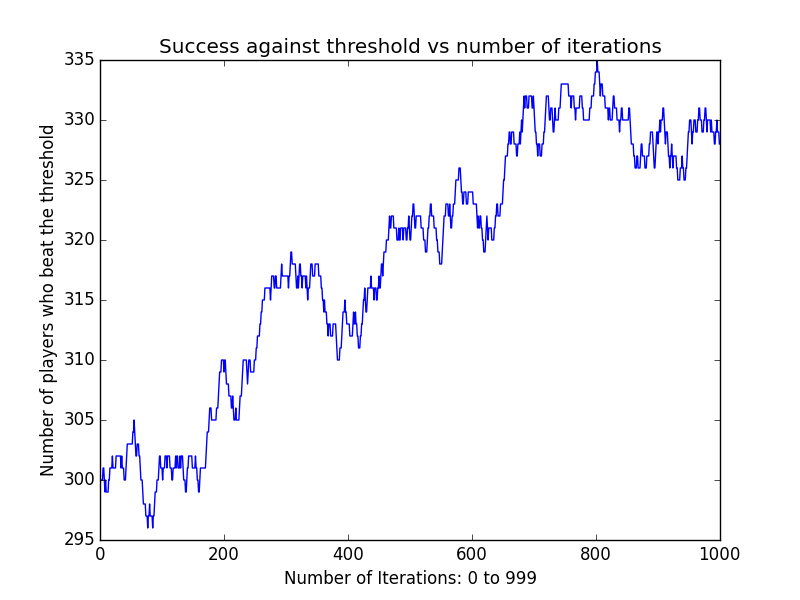 Success against threshold vs number of iterations
335
330
325
320
315
310
305
300
295
Number of players who beat the threshold
0 200 400 600 800 1000
Number of Iterations: 0 to 999